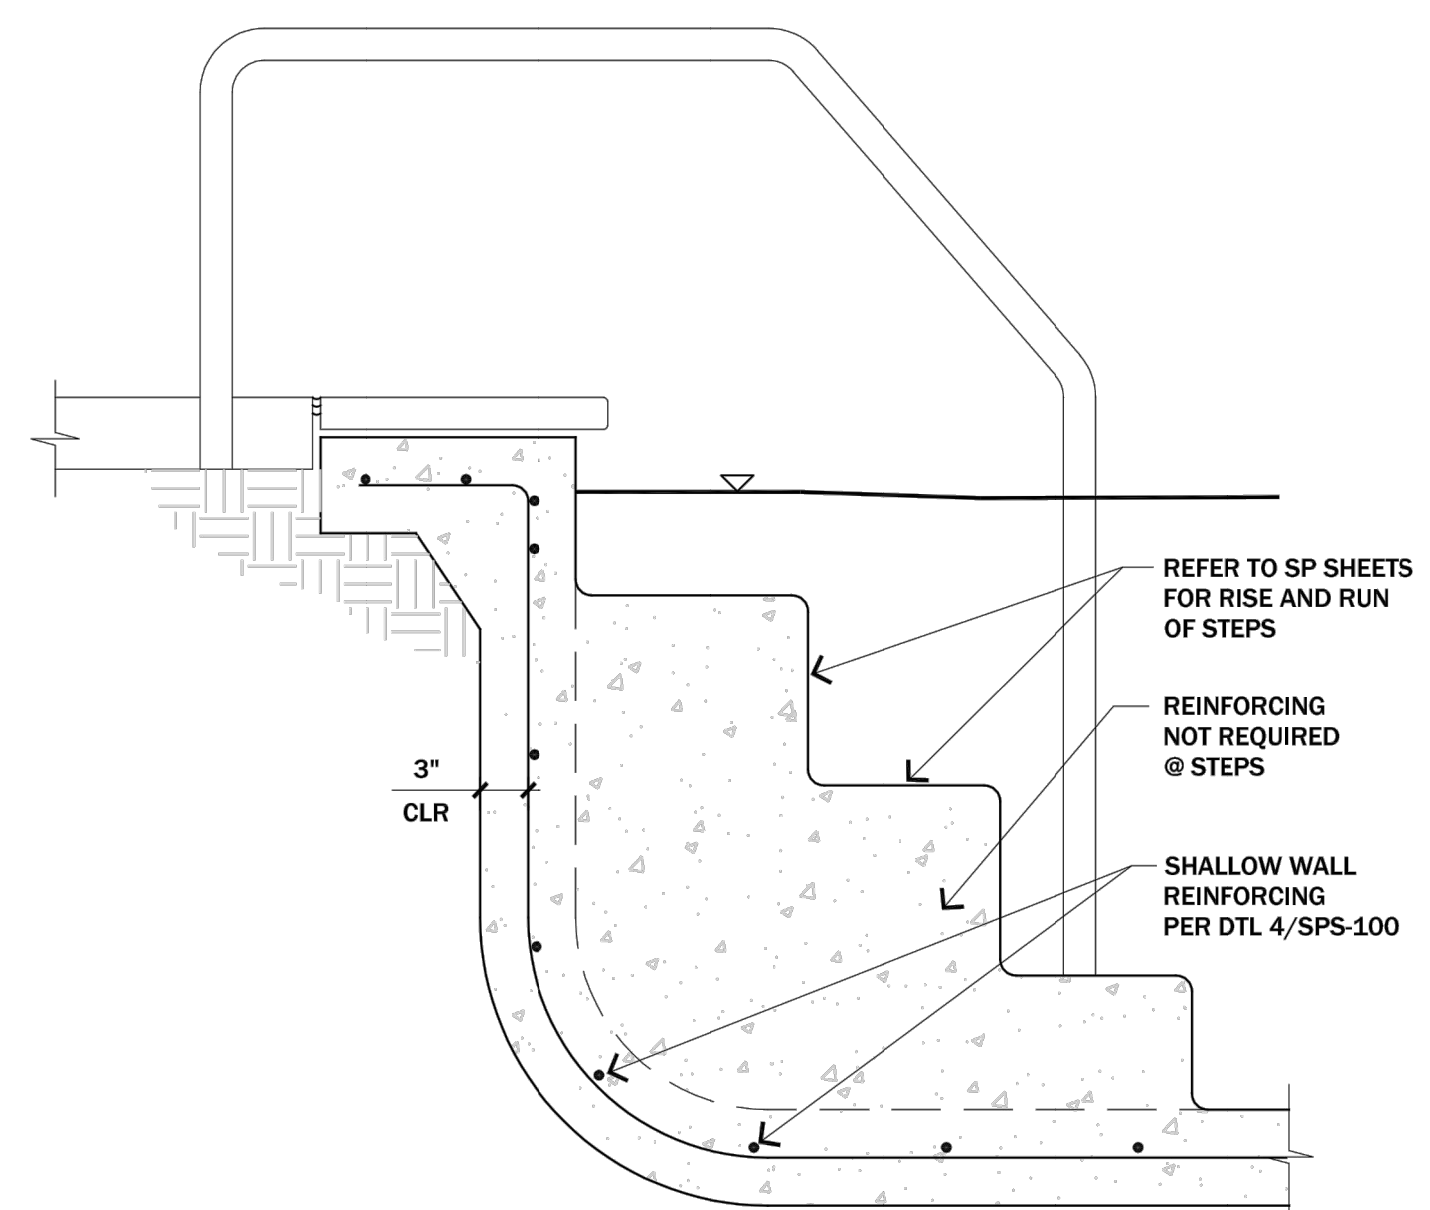 REFER TO SP SHEETS
FOR RISE AND RUN
OF STEPS
REINFORCING
NOT REQUIRED
@ STEPS
3"
CLR
SHALLOW WALL
REINFORCING
PER DTL 4/SPS-100